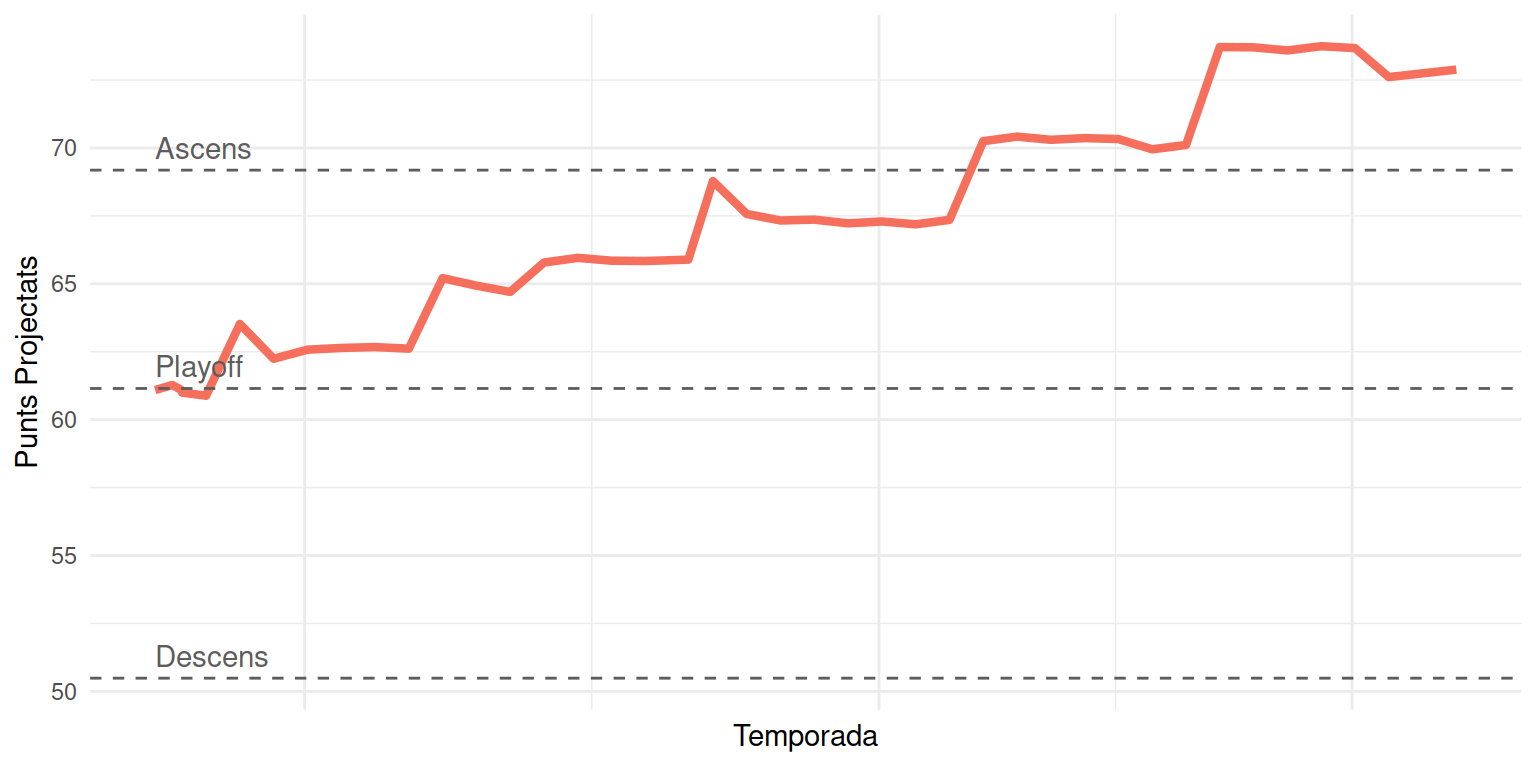 70
Ascens
65
Playoff
60
55
Descens
50
Punts Projectats
Temporada